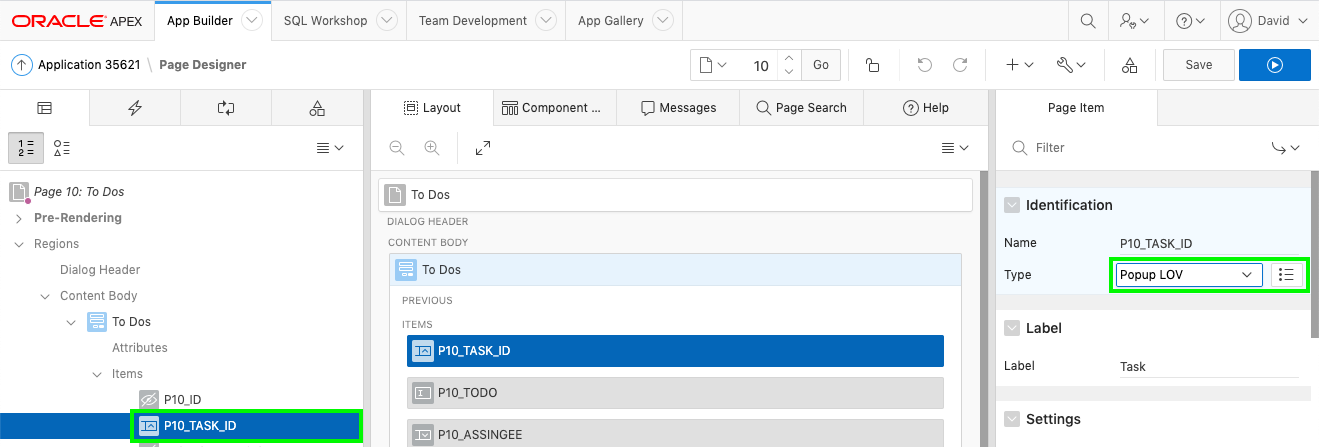 ORACLE APEX App Builder SQL Workshop Team Development App Gallery David
Application 35621 \ Page Designer 10 Go Save
Layout Component ... Messages Page Search Help Page Item
Filter
Page 10: To Dos
Pre-Rendering
Regions
Dialog Header
Content Body
To Dos
Attributes
Items
P10_ID
P10_TASK_ID
To Dos
DIALOG HEADER
CONTENT BODY
To Dos
PREVIOUS
ITEMS
P10_TASK_ID
P10_TODO
P10_ASSINGEE
Identification
Name P10_TASK_ID
Type Popup LOV
Label
Label Task
Settings